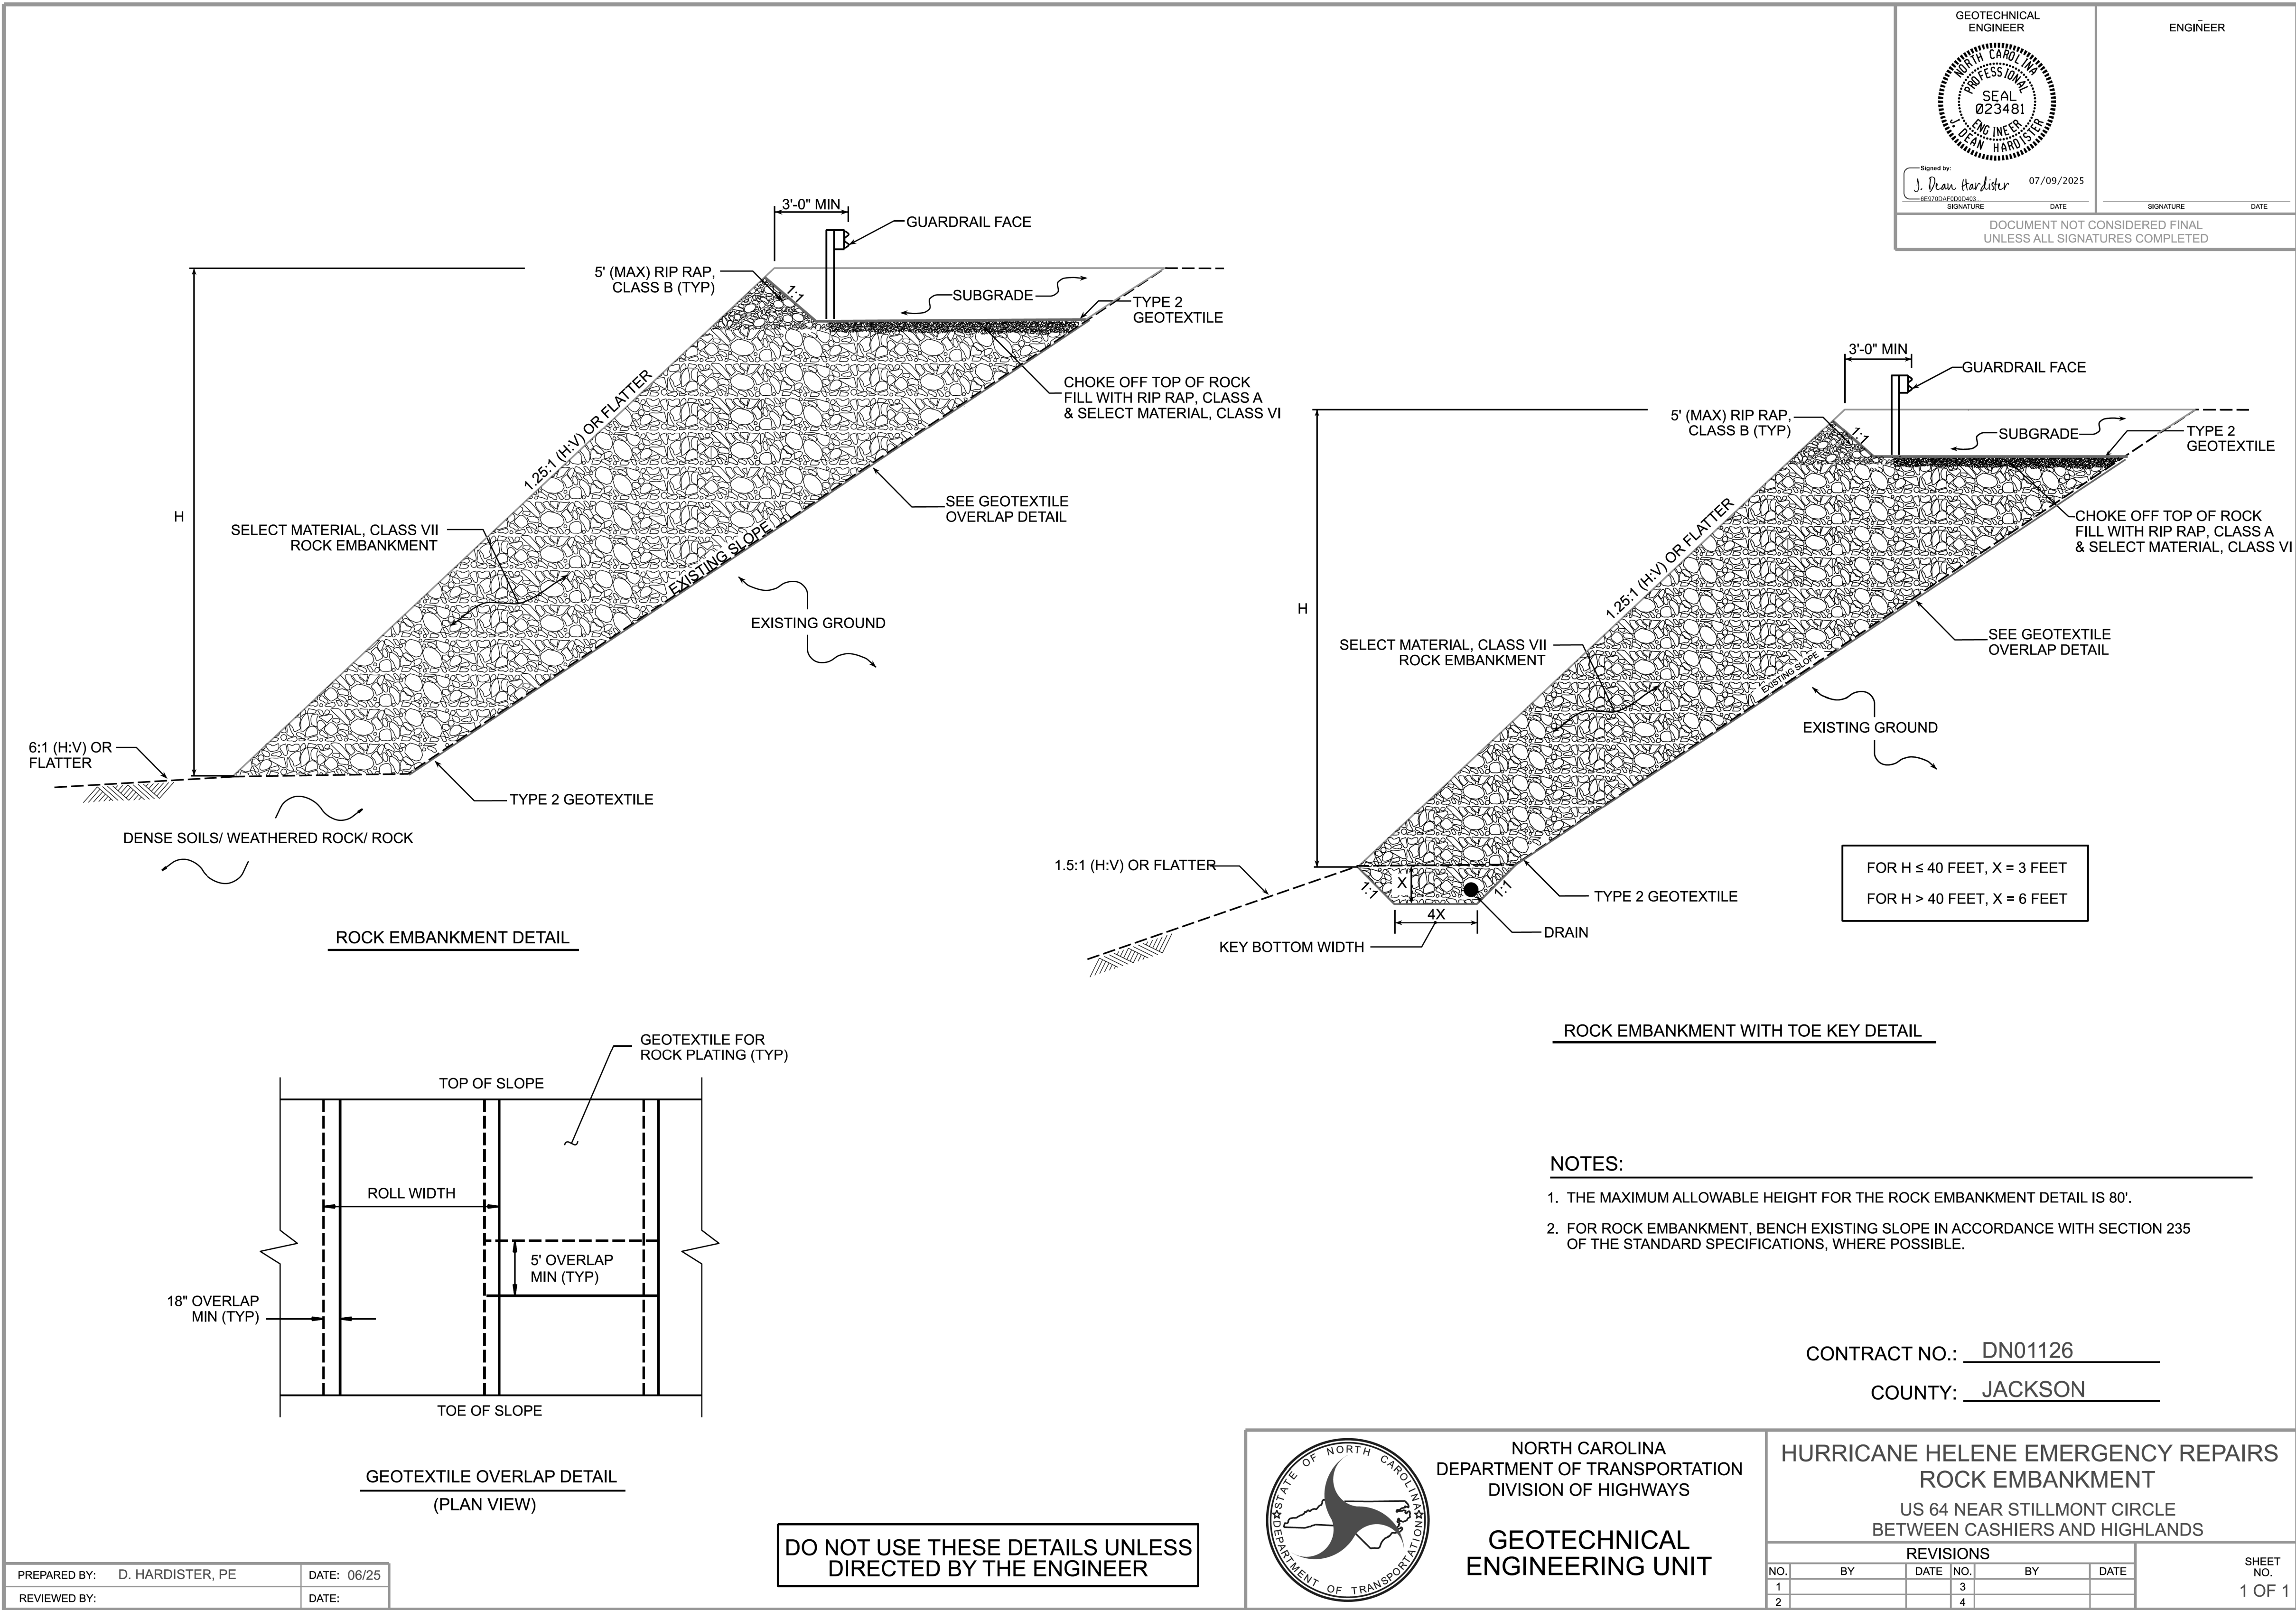 GEOTECHNICAL
ENGINEER
NORTH CAROLINA
PROFESSIONAL
SEAL
023481
ENGINEER
J. DEAN HARDISTER
Signed by:
J. Dean Hardister
07/09/2025
6E970DAF0D0D403...
SIGNATURE DATE
ENGINEER
SIGNATURE DATE
DOCUMENT NOT CONSIDERED FINAL
UNLESS ALL SIGNATURES COMPLETED
3'-0" MIN
GUARDRAIL FACE
5' (MAX) RIP RAP,
CLASS B (TYP)
1:1
SUBGRADE
TYPE 2
GEOTEXTILE
1.25:1 (H:V) OR FLATTER
CHOKE OFF TOP OF ROCK
FILL WITH RIP RAP, CLASS A
& SELECT MATERIAL, CLASS VI
H
SELECT MATERIAL, CLASS VII
ROCK EMBANKMENT
SEE GEOTEXTILE
OVERLAP DETAIL
EXISTING SLOPE
EXISTING GROUND
6:1 (H:V) OR
FLATTER
TYPE 2 GEOTEXTILE
DENSE SOILS/ WEATHERED ROCK/ ROCK
ROCK EMBANKMENT DETAIL
3'-0" MIN
GUARDRAIL FACE
5' (MAX) RIP RAP,
CLASS B (TYP)
1:1
SUBGRADE
TYPE 2
GEOTEXTILE
1.25:1 (H:V) OR FLATTER
CHOKE OFF TOP OF ROCK
FILL WITH RIP RAP, CLASS A
& SELECT MATERIAL, CLASS VI
H
SELECT MATERIAL, CLASS VII
ROCK EMBANKMENT
SEE GEOTEXTILE
OVERLAP DETAIL
EXISTING SLOPE
EXISTING GROUND
1.5:1 (H:V) OR FLATTER
1:1
X
1:1
4X
TYPE 2 GEOTEXTILE
DRAIN
KEY BOTTOM WIDTH
FOR H ≤ 40 FEET, X = 3 FEET
FOR H > 40 FEET, X = 6 FEET
ROCK EMBANKMENT WITH TOE KEY DETAIL
GEOTEXTILE FOR
ROCK PLATING (TYP)
TOP OF SLOPE
ROLL WIDTH
5' OVERLAP
MIN (TYP)
18" OVERLAP
MIN (TYP)
TOE OF SLOPE
GEOTEXTILE OVERLAP DETAIL
(PLAN VIEW)
NOTES:
1. THE MAXIMUM ALLOWABLE HEIGHT FOR THE ROCK EMBANKMENT DETAIL IS 80'.
2. FOR ROCK EMBANKMENT, BENCH EXISTING SLOPE IN ACCORDANCE WITH SECTION 235
OF THE STANDARD SPECIFICATIONS, WHERE POSSIBLE.
CONTRACT NO.: DN01126
COUNTY: JACKSON
DO NOT USE THESE DETAILS UNLESS
DIRECTED BY THE ENGINEER
PREPARED BY: D. HARDISTER, PE DATE: 06/25
REVIEWED BY: DATE:
STATE OF NORTH CAROLINA
DEPARTMENT OF TRANSPORTATION
NORTH CAROLINA
DEPARTMENT OF TRANSPORTATION
DIVISION OF HIGHWAYS
GEOTECHNICAL
ENGINEERING UNIT
HURRICANE HELENE EMERGENCY REPAIRS
ROCK EMBANKMENT
US 64 NEAR STILLMONT CIRCLE
BETWEEN CASHIERS AND HIGHLANDS
REVISIONS
NO. BY DATE NO. BY DATE
1 3
2 4
SHEET
NO.
1 OF 1